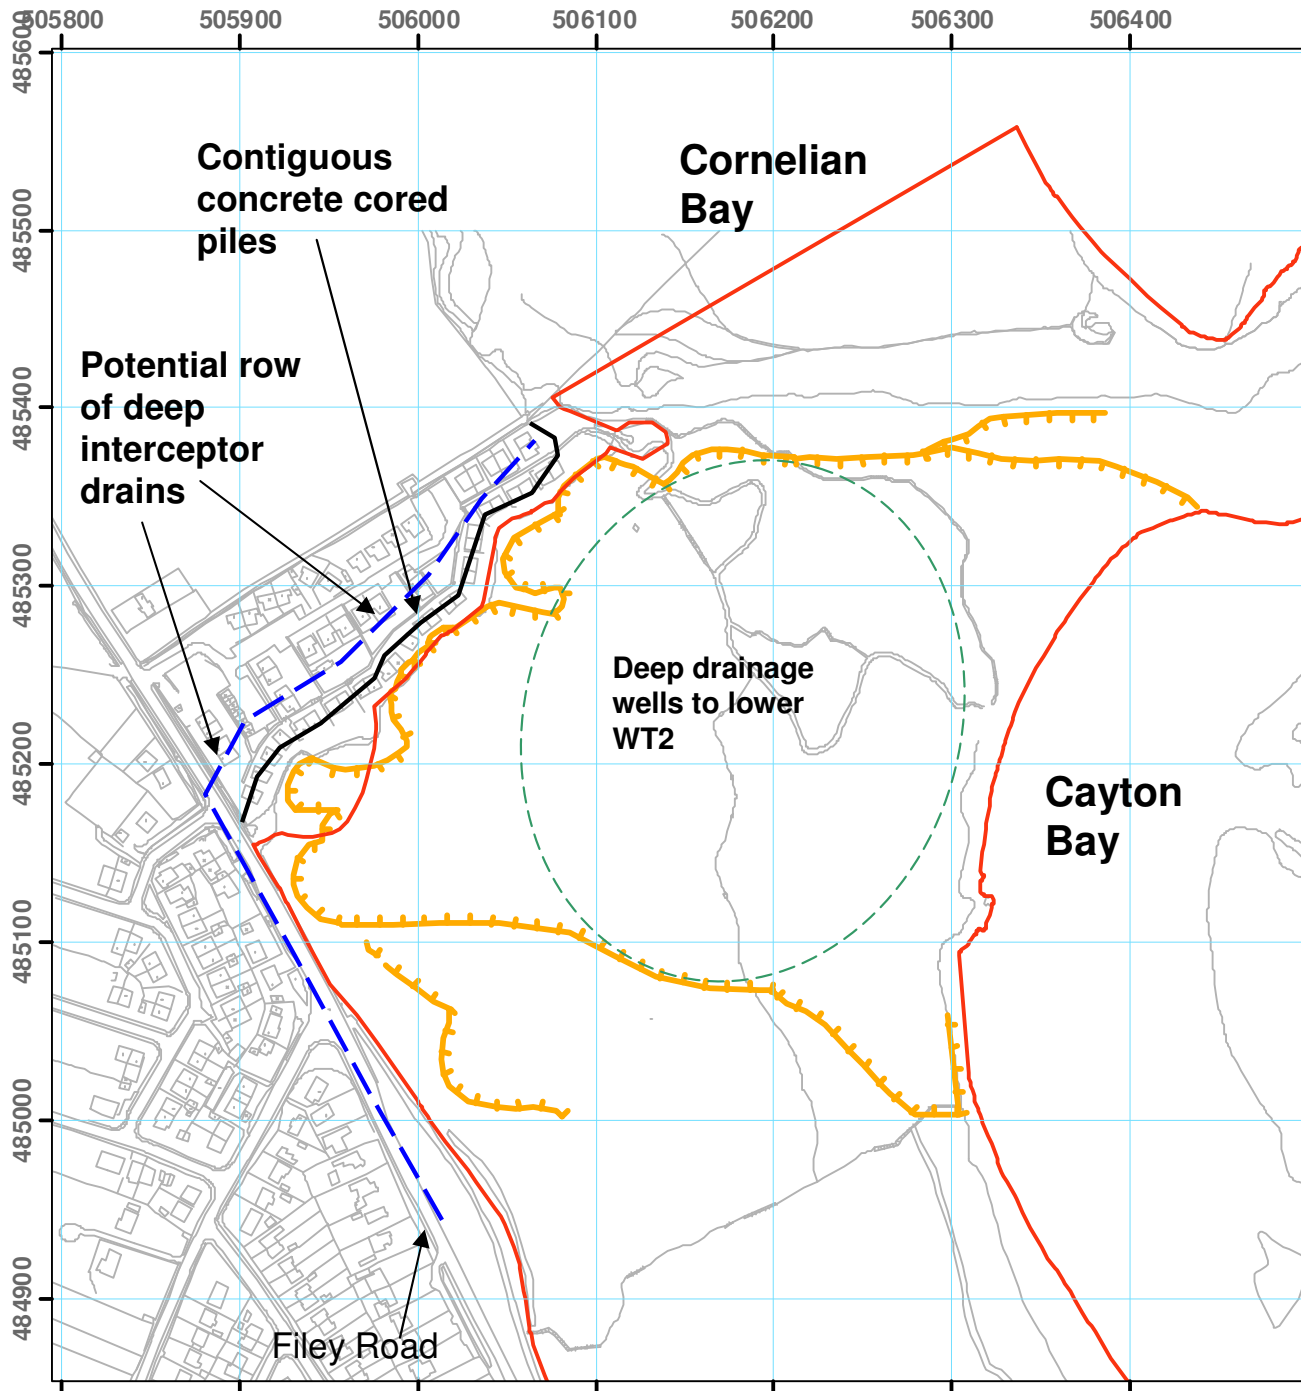 505800 505900 506000 506100 506200 506300 506400
485600
485500
485400
485300
485200
485100
485000
484900
Contiguous
concrete cored
piles
Cornelian
Bay
Potential row
of deep
interceptor
drains
Deep drainage
wells to lower
WT2
Cayton
Bay
Filey Road